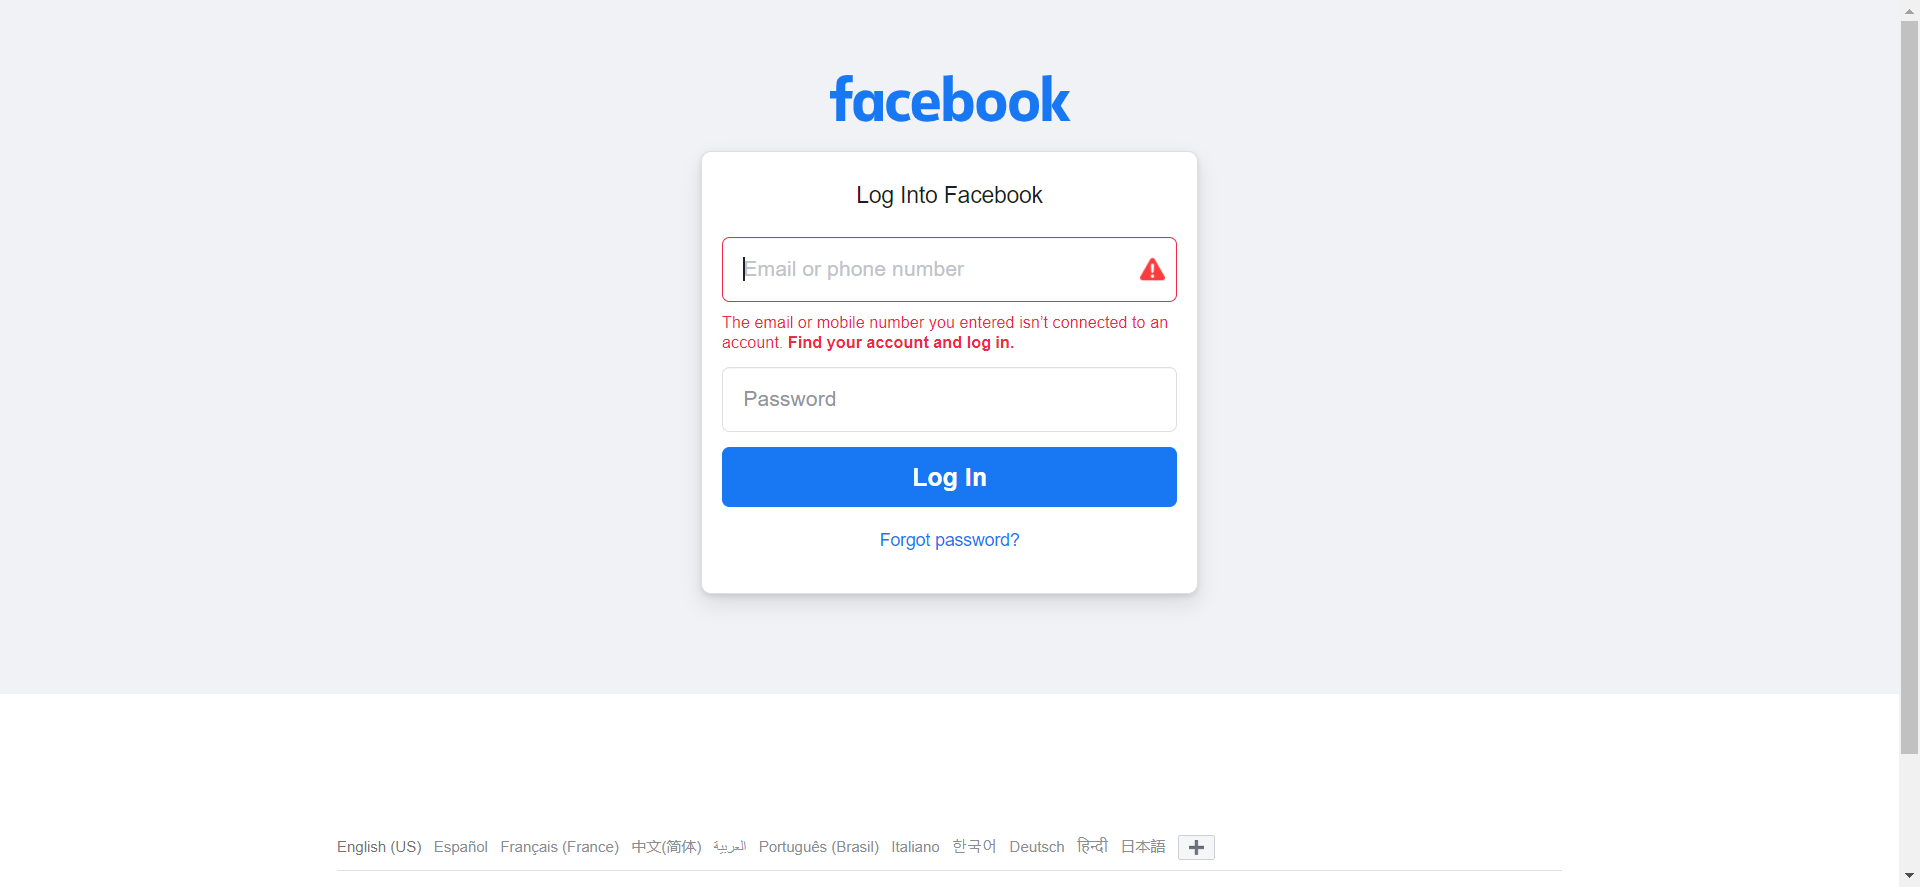 facebook
Log Into Facebook
Email or phone number
The email or mobile number you entered isn’t connected to an
account. Find your account and log in.
Password
Log In
Forgot password?
English (US) Español Français (France) 中文(简体) العربية Português (Brasil) Italiano 한국어 Deutsch हिन्दी 日本語